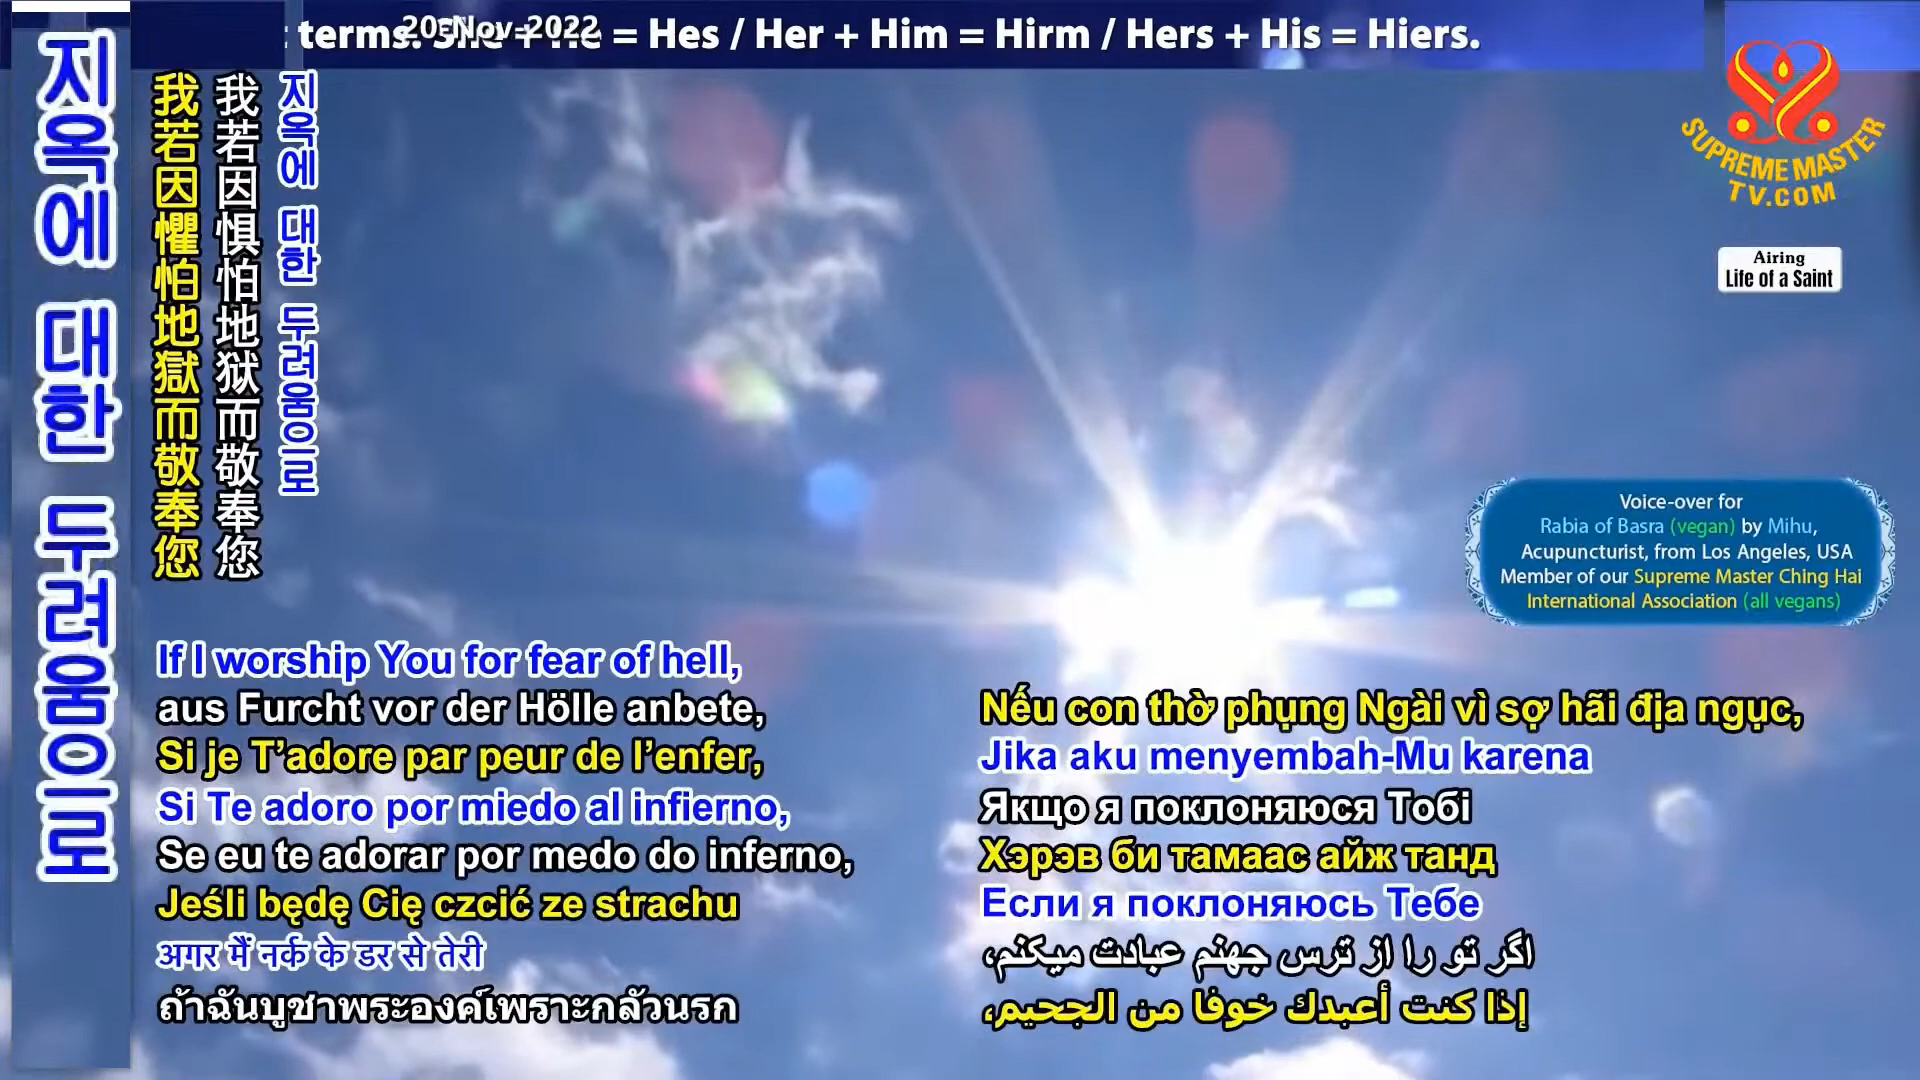 terms. She + He = Hes / Her + Him = Hirm / Hers + His = Hiers.
20-Nov-2022
SUPREME MASTER
TV.COM
Airing
Life of a Saint
지옥에 대한 두려움으로
我若因懼怕地獄而敬奉您
我若因惧怕地狱而敬奉您
지옥에 대한 두려움으로
Voice-over for
Rabia of Basra (vegan) by Mihu,
Acupuncturist, from Los Angeles, USA
Member of our Supreme Master Ching Hai
International Association (all vegans)
If I worship You for fear of hell,
aus Furcht vor der Hölle anbete,
Si je T’adore par peur de l’enfer,
Si Te adoro por miedo al infierno,
Se eu te adorar por medo do inferno,
Jeśli będę Cię czcić ze strachu
अगर मैं नर्क के डर से तेरी
ถ้าฉันบูชาพระองค์เพราะกลัวนรก
Nếu con thờ phụng Ngài vì sợ hãi địa ngục,
Jika aku menyembah-Mu karena
Якщо я поклоняюся Тобі
Хэрэв би тамаас айж танд
Если я поклоняюсь Тебе
اگر تو را از ترس جهنم عبادت میکنم،
إذا كنت أعبدك خوفا من الجحيم،